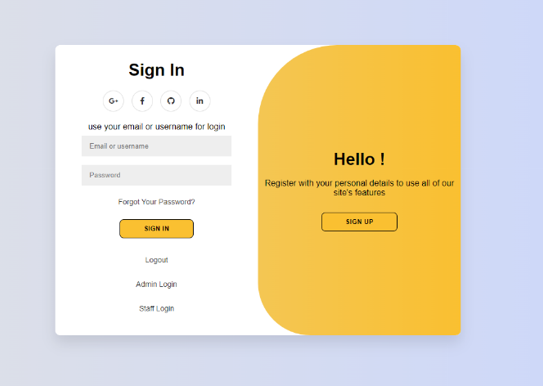 Sign In
G+ f in
use your email or username for login
Email or username
Password
Forgot Your Password?
SIGN IN
Logout
Admin Login
Staff Login
Hello !
Register with your personal details to use all of our
site's features
SIGN UP